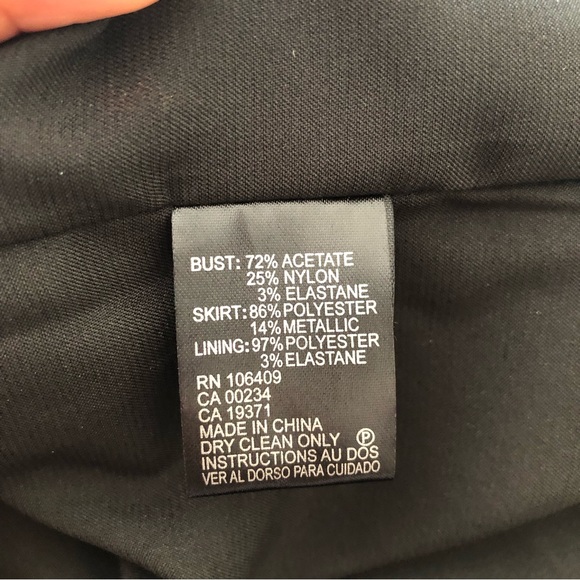 BUST: 72% ACETATE
25% NYLON
3% ELASTANE
SKIRT: 86% POLYESTER
14% METALLIC
LINING: 97% POLYESTER
3% ELASTANE
RN 106409
CA 00234
CA 19371
MADE IN CHINA
DRY CLEAN ONLY Ⓟ
INSTRUCTIONS AU DOS
VER AL DORSO PARA CUIDADO